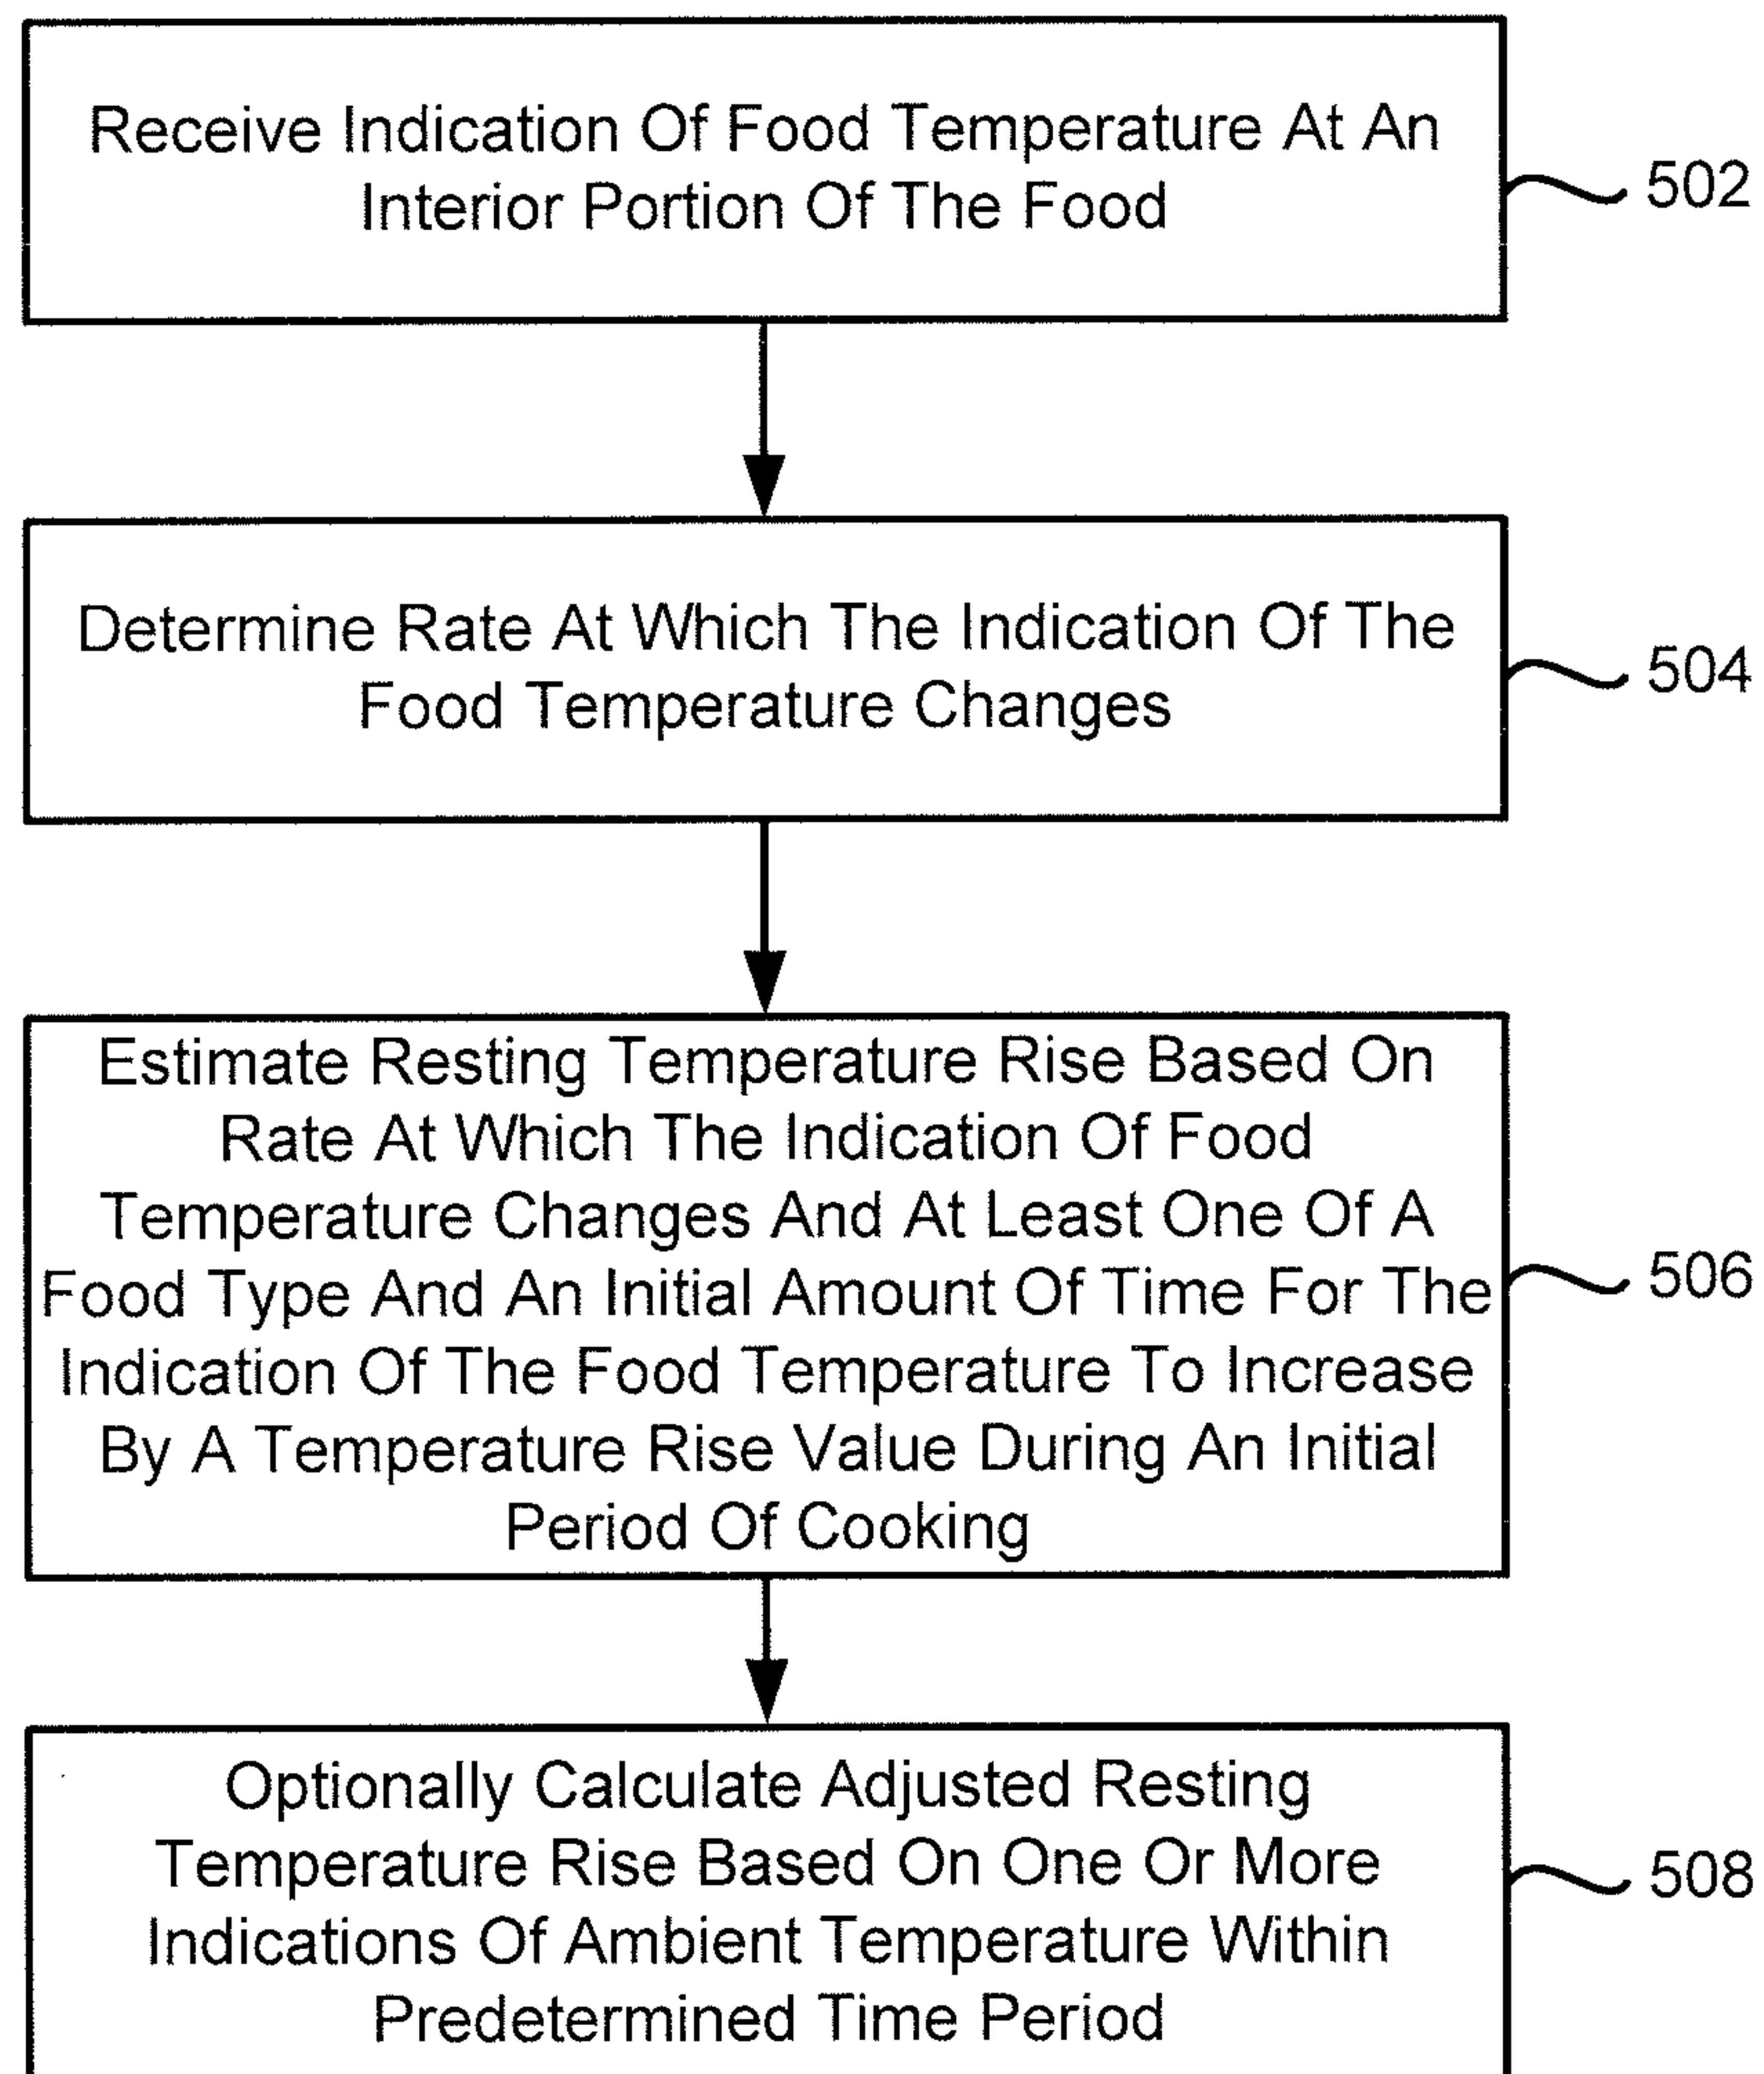 Receive Indication Of Food Temperature At An
Interior Portion Of The Food
502
Determine Rate At Which The Indication Of The
Food Temperature Changes
504
Estimate Resting Temperature Rise Based On
Rate At Which The Indication Of Food
Temperature Changes And At Least One Of A
Food Type And An Initial Amount Of Time For The
Indication Of The Food Temperature To Increase
By A Temperature Rise Value During An Initial
Period Of Cooking
506
Optionally Calculate Adjusted Resting
Temperature Rise Based On One Or More
Indications Of Ambient Temperature Within
Predetermined Time Period
508